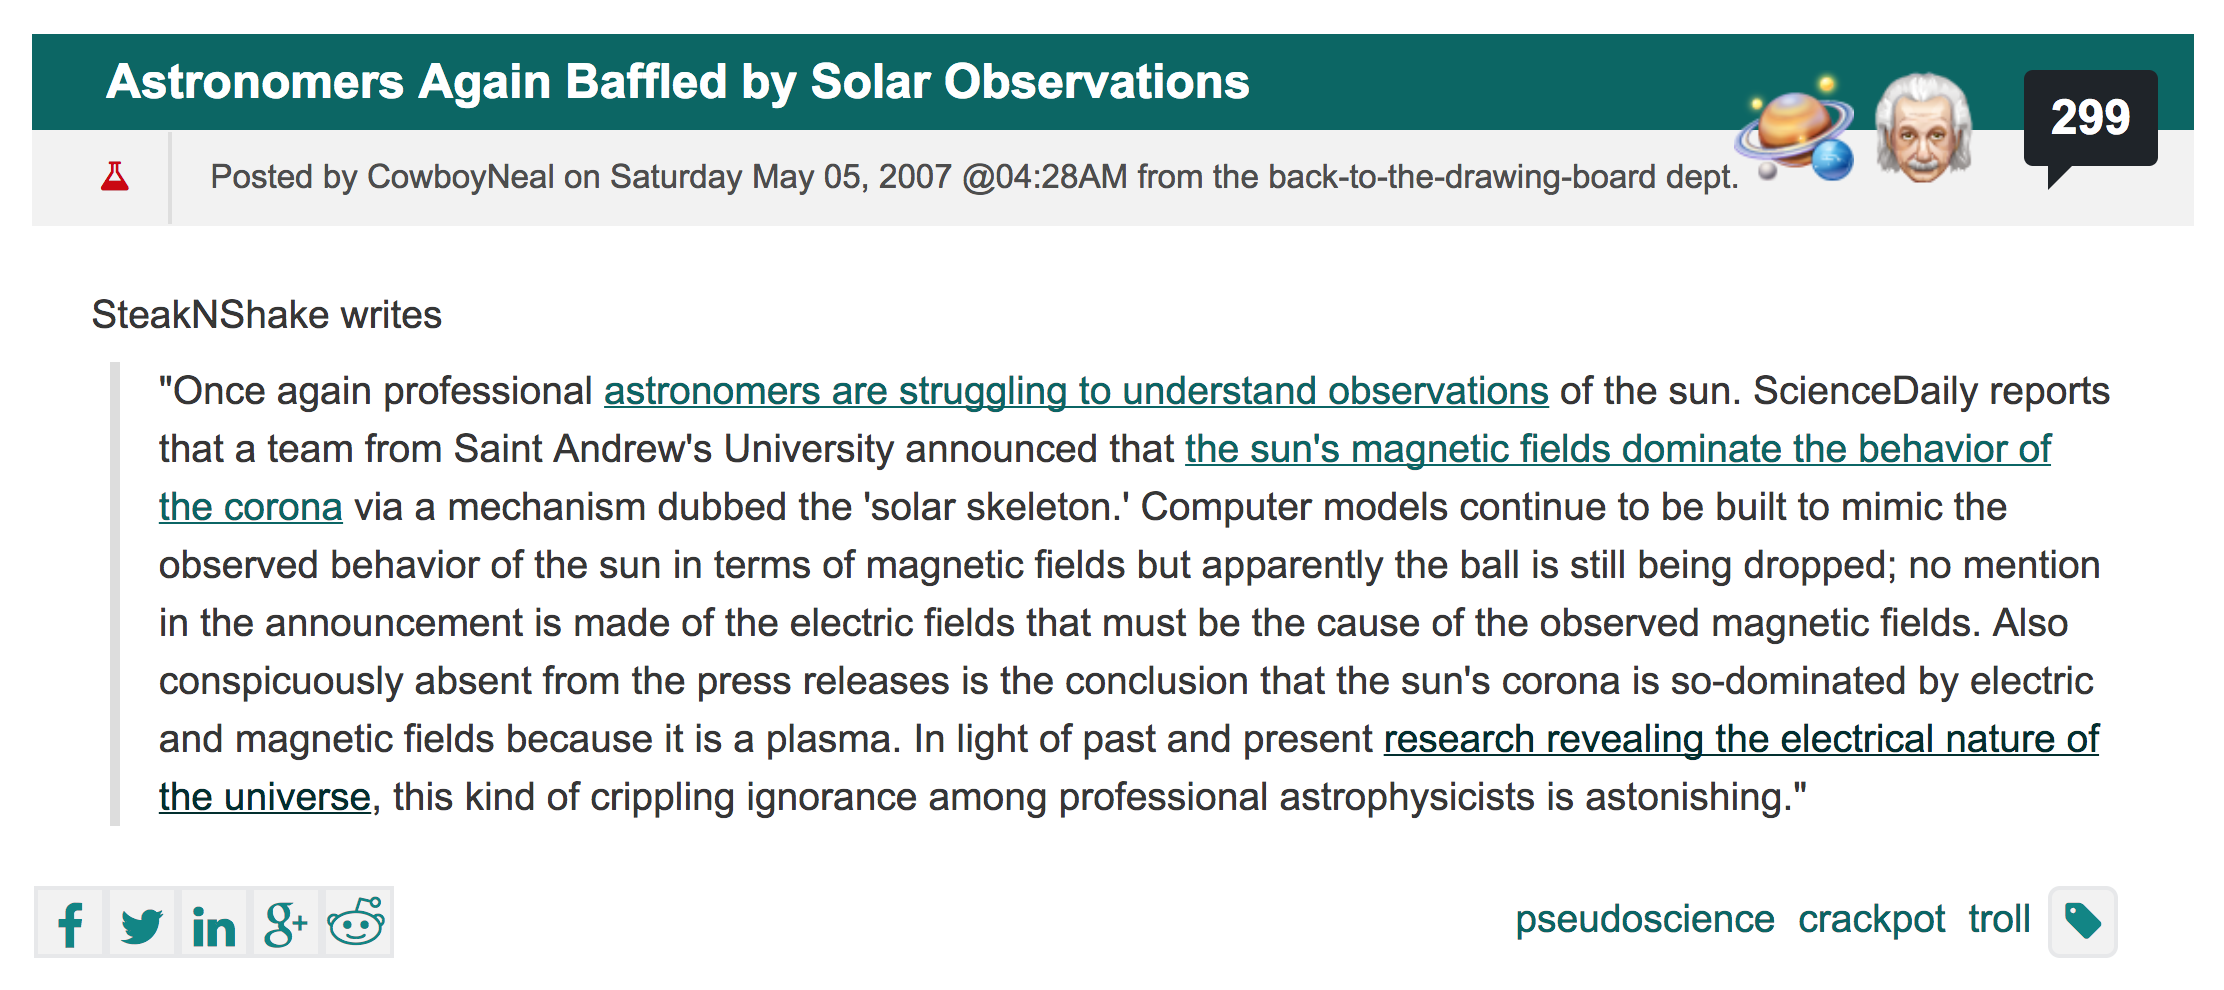 Astronomers Again Baffled by Solar Observations
299
Posted by CowboyNeal on Saturday May 05, 2007 @04:28AM from the back-to-the-drawing-board dept.
SteakNShake writes
"Once again professional astronomers are struggling to understand observations of the sun. ScienceDaily reports
that a team from Saint Andrew's University announced that the sun's magnetic fields dominate the behavior of
the corona via a mechanism dubbed the 'solar skeleton.' Computer models continue to be built to mimic the
observed behavior of the sun in terms of magnetic fields but apparently the ball is still being dropped; no mention
in the announcement is made of the electric fields that must be the cause of the observed magnetic fields. Also
conspicuously absent from the press releases is the conclusion that the sun's corona is so-dominated by electric
and magnetic fields because it is a plasma. In light of past and present research revealing the electrical nature of
the universe, this kind of crippling ignorance among professional astrophysicists is astonishing."
f in g+
pseudoscience crackpot troll